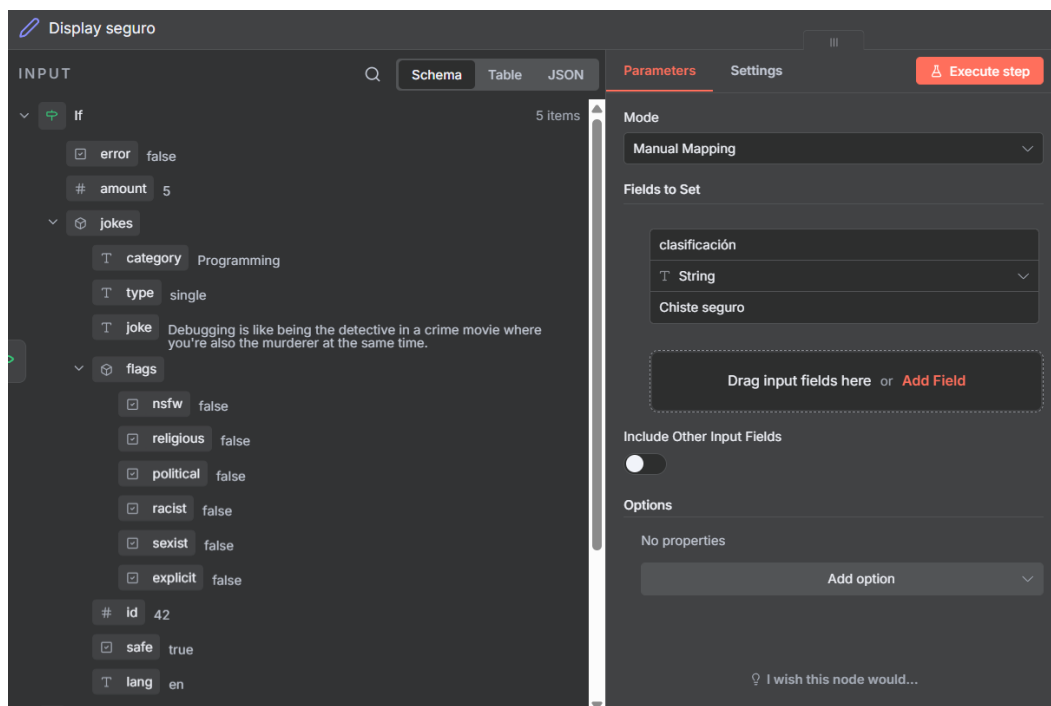 Display seguro
INPUT
Schema
Table
JSON
Parameters
Settings
Execute step
If
5 items
error
false
# amount
5
jokes
T category
Programming
T type
single
T joke
Debugging is like being the detective in a crime movie where
you're also the murderer at the same time.
flags
nsfw
false
religious
false
political
false
racist
false
sexist
false
explicit
false
# id
42
safe
true
T lang
en
Mode
Manual Mapping
Fields to Set
clasificación
T String
Chiste seguro
Drag input fields here or Add Field
Include Other Input Fields
Options
No properties
Add option
I wish this node would...